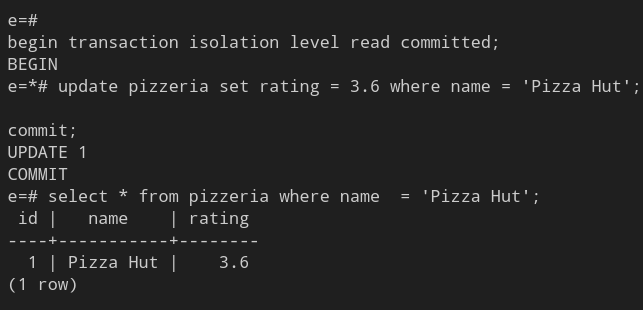 e=#
begin transaction isolation level read committed;
BEGIN
e=*# update pizzeria set rating = 3.6 where name = 'Pizza Hut';

commit;
UPDATE 1
COMMIT
e=# select * from pizzeria where name  = 'Pizza Hut';
 id |   name    | rating
----+-----------+--------
  1 | Pizza Hut |    3.6
(1 row)